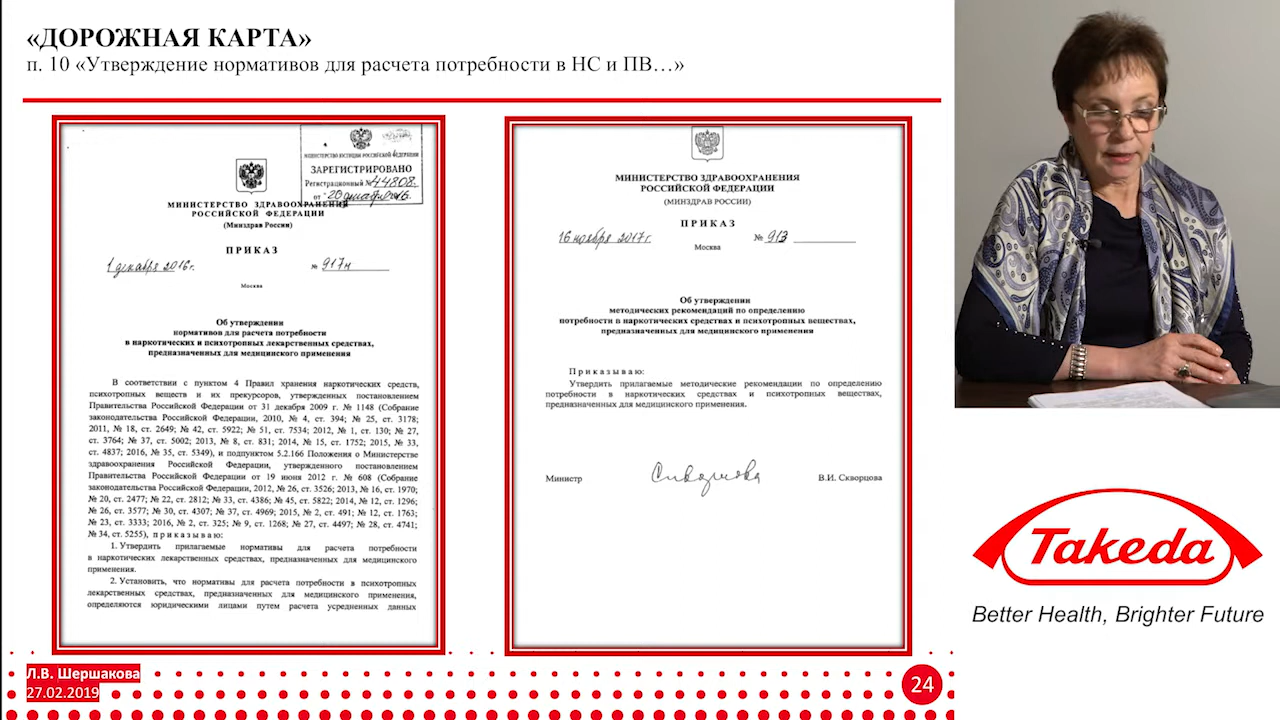 «ДОРОЖНАЯ КАРТА»
п. 10 «Утверждение нормативов для расчета потребности в НС и ПВ…»
МИНИСТЕРСТВО ЮСТИЦИИ РОССИЙСКОЙ ФЕДЕРАЦИИ
ЗАРЕГИСТРИРОВАНО
Регистрационный № 44808
от "20 декабря 2016.
МИНИСТЕРСТВО ЗДРАВООХРАНЕНИЯ
РОССИЙСКОЙ ФЕДЕРАЦИИ
(Минздрав России)
ПРИКАЗ
1 декабря 2016г.
№ 917н
Москва
Об утверждении
нормативов для расчета потребности
в наркотических и психотропных лекарственных средствах,
предназначенных для медицинского применения
В соответствии с пунктом 4 Правил хранения наркотических средств,
психотропных веществ и их прекурсоров, утвержденных постановлением
Правительства Российской Федерации от 31 декабря 2009 г. № 1148 (Собрание
законодательства Российской Федерации, 2010, № 4, ст. 394; № 25, ст. 3178;
2011, № 18, ст. 2649; № 42, ст. 5922; № 51, ст. 7534; 2012, № 1, ст. 130; № 27,
ст. 3764; № 37, ст. 5002; 2013, № 8, ст. 831; 2014, № 15, ст. 1752; 2015, № 33,
ст. 4837; 2016, № 35, ст. 5349), и подпунктом 5.2.166 Положения о Министерстве
здравоохранения Российской Федерации, утвержденного постановлением
Правительства Российской Федерации от 19 июня 2012 г. № 608 (Собрание
законодательства Российской Федерации, 2012, № 26, ст. 3526; 2013, № 16, ст. 1970;
№ 20, ст. 2477; № 22, ст. 2812; № 33, ст. 4386; № 45, ст. 5822; 2014, № 12, ст. 1296;
№ 26, ст. 3577; № 30, ст. 4307; № 37, ст. 4969; 2015, № 2, ст. 491; № 12, ст. 1763;
№ 23, ст. 3333; 2016, № 2, ст. 325; № 9, ст. 1268; № 27, ст. 4497; № 28, ст. 4741;
№ 34, ст. 5255), приказываю:
1. Утвердить прилагаемые нормативы для расчета потребности
в наркотических лекарственных средствах, предназначенных для медицинского
применения.
2. Установить, что нормативы для расчета потребности в психотропных
лекарственных средствах, предназначенных для медицинского применения,
определяются юридическими лицами путем расчета усредненных данных
МИНИСТЕРСТВО ЗДРАВООХРАНЕНИЯ
РОССИЙСКОЙ ФЕДЕРАЦИИ
(МИНЗДРАВ РОССИИ)
ПРИКАЗ
16 ноября 2017г.
№ 913
Москва
Об утверждении
методических рекомендаций по определению
потребности в наркотических средствах и психотропных веществах,
предназначенных для медицинского применения
Приказываю:
Утвердить прилагаемые методические рекомендации по определению
потребности в наркотических средствах и психотропных веществах,
предназначенных для медицинского применения.
Министр
В.И. Скворцова
Л.В. Шершакова
27.02.2019
24
Takeda
Better Health, Brighter Future